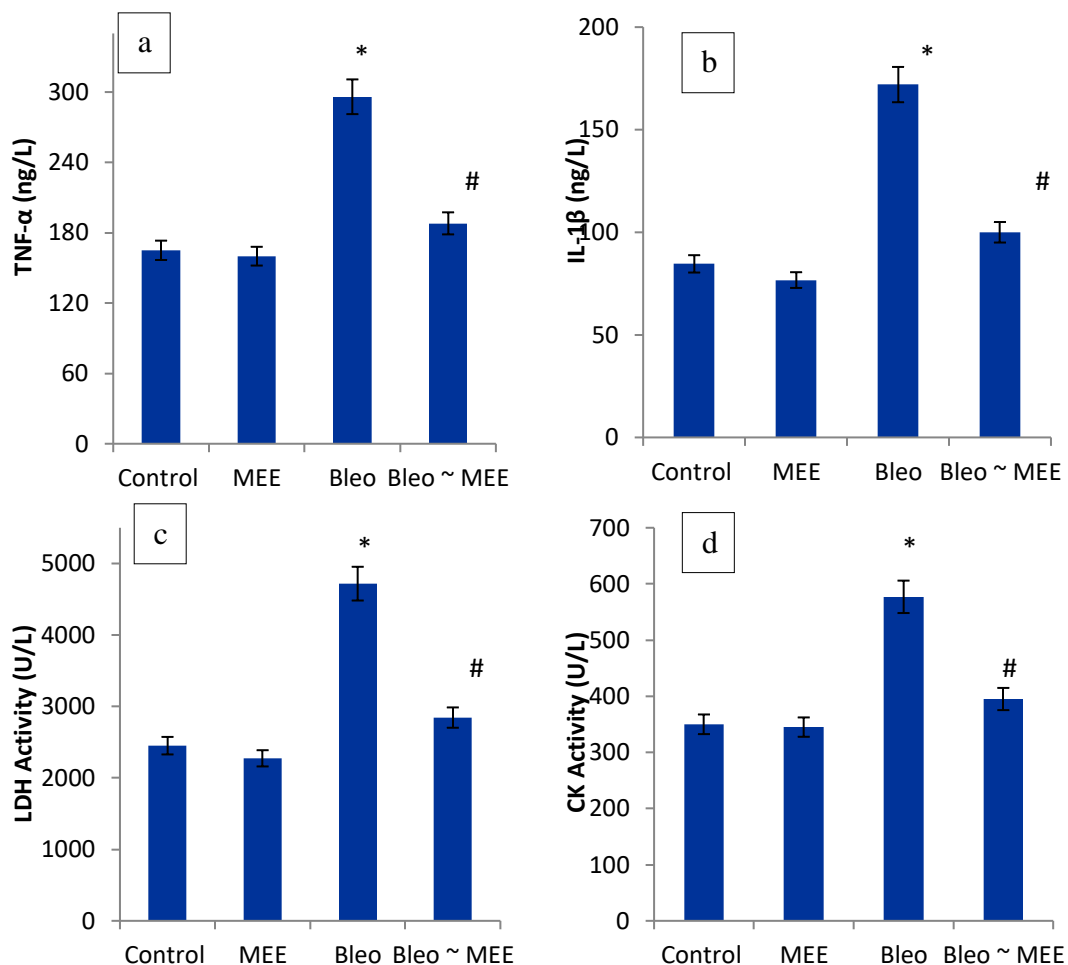 a
*
#
TNF-α (ng/L)
300
240
180
120
60
0
Control MEE Bleo Bleo ~ MEE
b
*
#
IL-1β (ng/L)
200
150
100
50
0
Control MEE Bleo Bleo ~ MEE
c
*
#
LDH Activity (U/L)
5000
4000
3000
2000
1000
0
Control MEE Bleo Bleo ~ MEE
d
*
#
CK Activity (U/L)
700
600
500
400
300
200
100
0
Control MEE Bleo Bleo ~ MEE